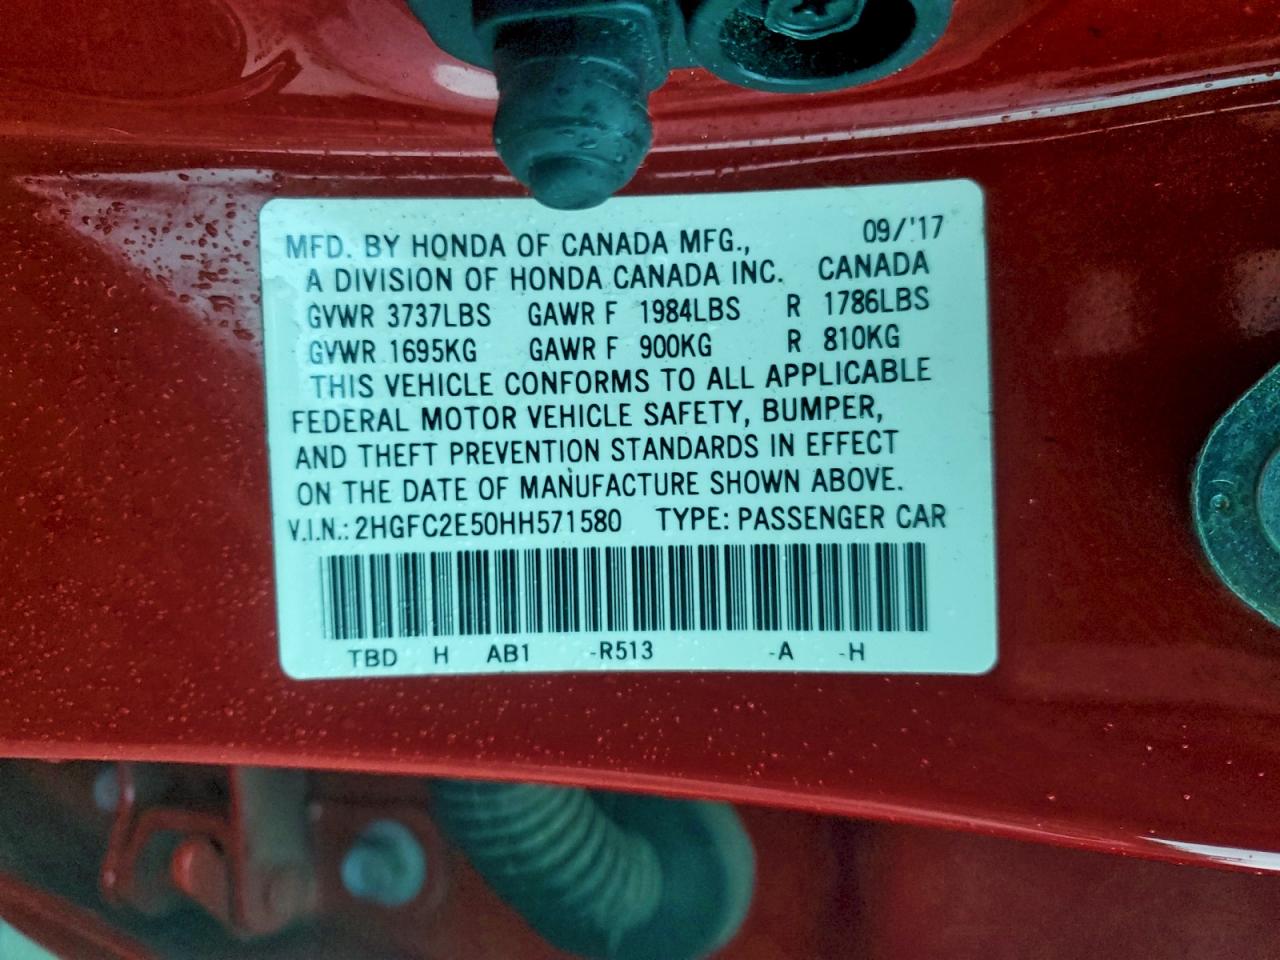 MFD. BY HONDA OF CANADA MFG., 09/'17
A DIVISION OF HONDA CANADA INC. CANADA
GVWR 3737LBS GAWR F 1984LBS R 1786LBS
GVWR 1695KG GAWR F 900KG R 810KG
THIS VEHICLE CONFORMS TO ALL APPLICABLE
FEDERAL MOTOR VEHICLE SAFETY, BUMPER,
AND THEFT PREVENTION STANDARDS IN EFFECT
ON THE DATE OF MANUFACTURE SHOWN ABOVE.
V.I.N.: 2HGFC2E50HH571580 TYPE: PASSENGER CAR
TBD H AB1 -R513 -A -H